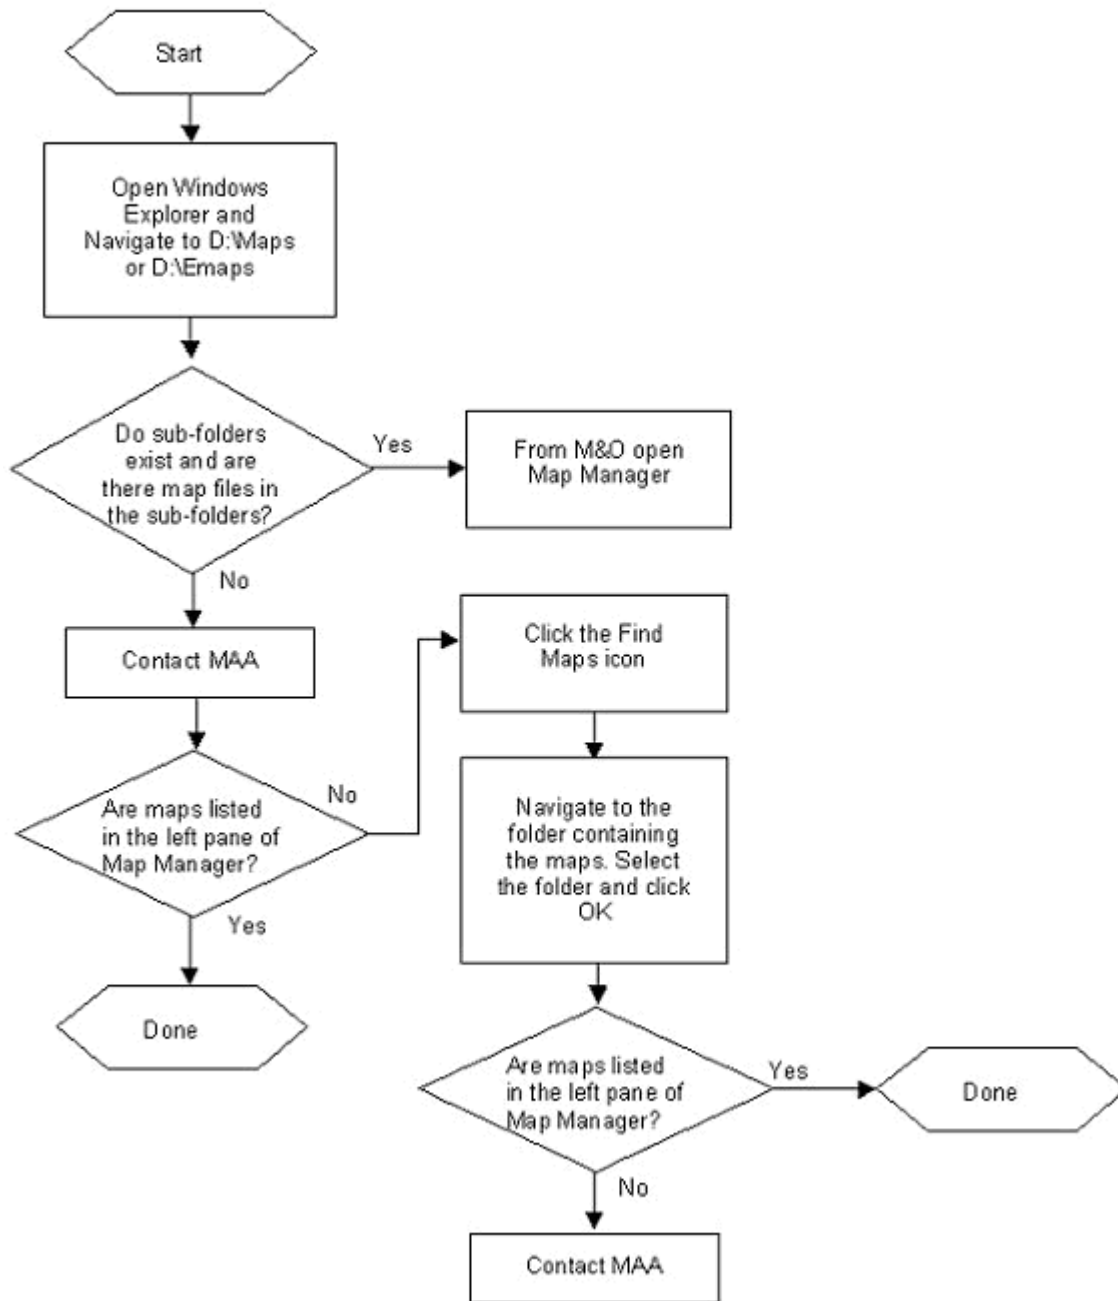 Start
Open Windows
Explorer and
Navigate to D:\Maps
or D:\Emaps
Do sub-folders
exist and are
there map files in
the sub-folders?
Yes
From M&O open
Map Manager
No
Contact MAA
Click the Find
Maps icon
Are maps listed
in the left pane of
Map Manager?
No
Navigate to the
folder containing
the maps. Select
the folder and click
OK
Yes
Done
Are maps listed
in the left pane of
Map Manager?
Yes
Done
No
Contact MAA